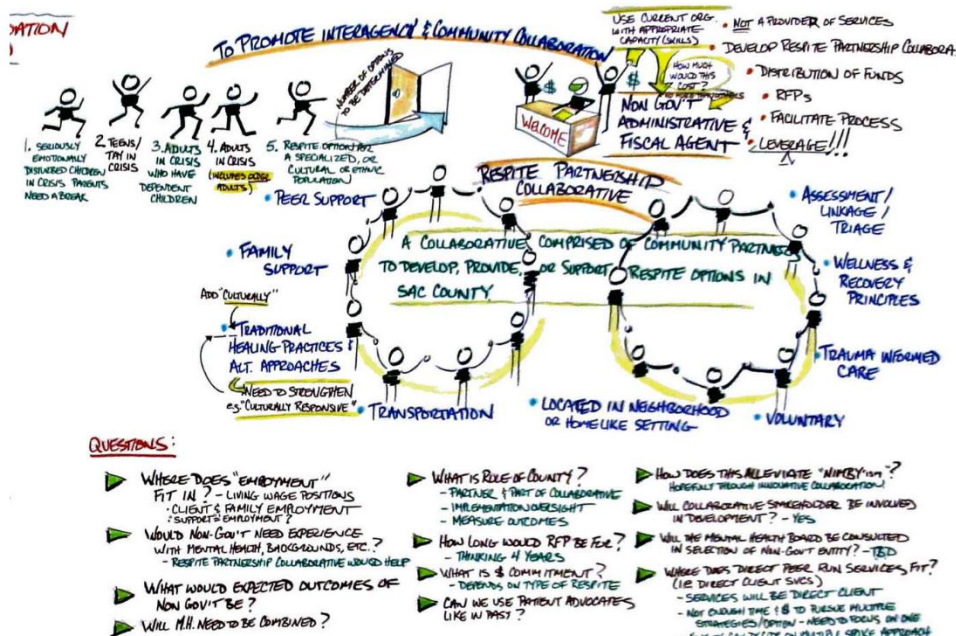 DATION
TO PROMOTE INTERAGENCY & COMMUNITY COLLABORATION
NUMBER OF OPTIONS
TO BE DETERMINED
1. SERIOUSLY
EMOTIONALLY
DISTURBED CHILDREN
IN CRISIS PARENTS
NEED A BREAK
2. TEENS/
TAY IN
CRISIS
3. ADULTS
IN CRISIS
WHO HAVE
DEPENDENT
CHILDREN
4. ADULTS
IN CRISIS
(INCLUDES OLDER
ADULTS)
5. RESPITE OPTION FOR
A SPECIALIZED, OR
CULTURAL OR ETHNIC
POPULATION
WELCOME
$
$
USE CURRENT ORG.
WITH APPROPRIATE
CAPACITY (SKILLS)
HOW MUCH
WOULD THIS
COST?
NON GOV'T
ADMINISTRATIVE &
FISCAL AGENT
• NOT A PROVIDER OF SERVICES
• DEVELOP RESPITE PARTNERSHIP COLLABORA
• DISTRIBUTION OF FUNDS
• RFPs
• FACILITATE PROCESS
• LEVERAGE!!!
RESPITE PARTNERSHIP
COLLABORATIVE
A COLLABORATIVE COMPRISED OF COMMUNITY PARTNERS
TO DEVELOP, PROVIDE, OR SUPPORT RESPITE OPTIONS IN
SAC COUNTY
• PEER SUPPORT
• FAMILY
SUPPORT
ADD "CULTURALLY"
• TRADITIONAL
HEALING PRACTICES &
ALT. APPROACHES
NEED TO STRENGTHEN
e.g. "CULTURALLY RESPONSIVE"
• TRANSPORTATION
• LOCATED IN NEIGHBORHOOD
OR HOMELIKE SETTING
• VOLUNTARY
• TRAUMA INFORMED
CARE
• WELLNESS &
RECOVERY
PRINCIPLES
• ASSESSMENT/
LINKAGE/
TRIAGE
QUESTIONS:
WHERE DOES "EMPLOYMENT"
FIT IN? - LIVING WAGE POSITIONS
- CLIENT & FAMILY EMPLOYMENT
- SUPPORTS EMPLOYMENT?
WOULD NON-GOV'T NEED EXPERIENCE
WITH MENTAL HEALTH, BACKGROUNDS, ETC.?
- RESPITE PARTNERSHIP COLLABORATIVE WOULD HELP
WHAT WOULD EXPECTED OUTCOMES OF
NON GOV'T BE?
WILL M.H. NEED TO BE COMBINED?
WHAT IS ROLE OF COUNTY?
- PARTNER & PART OF COLLABORATIVE
- IMPLEMENTATION OVERSIGHT
- MEASURE OUTCOMES
HOW LONG WOULD RFP BE FOR?
- THINKING 4 YEARS
WHAT IS $ COMMITMENT?
- DEPENDS ON TYPE OF RESPITE
CAN WE USE PATIENT ADVOCATES
LIKE IN PAST?
HOW DOES THIS ALLEVIATE "NIMBY'ism"?
HOPEFULLY THROUGH INNOVATIVE COLLABORATION!
WILL COLLABORATIVE STAKEHOLDER BE INVOLVED
IN DEVELOPMENT? - YES
WILL THE MENTAL HEALTH BOARD BE CONSULTED
IN SELECTION OF NON-GOV'T ENTITY? - TBD
WHERE DOES DIRECT PEER RUN SERVICES FIT?
(I.E. DIRECT CLIENT SVCS)
- SERVICES WILL BE DIRECT CLIENT
- NOT ENOUGH TIME & $ TO PURSUE MULTIPLE
STRATEGIES/OPTION - NEED TO FOCUS ON ONE